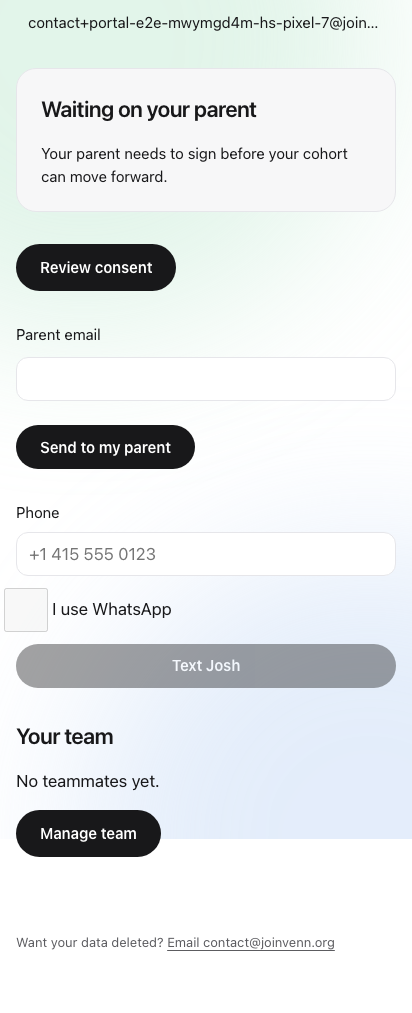 contact+portal-e2e-mwymgd4m-hs-pixel-7@join...
Waiting on your parent
Your parent needs to sign before your cohort
can move forward.
Review consent
Parent email
Send to my parent
Phone
+1 415 555 0123
I use WhatsApp
Text Josh
Your team
No teammates yet.
Manage team
Want your data deleted? Email contact@joinvenn.org